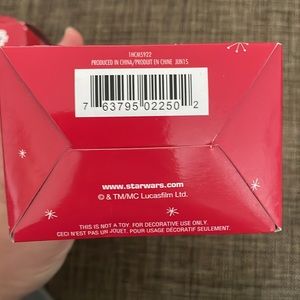 THCM5922
PRODUCED IN CHINA/PRODUIT EN CHINE JUN15
7 63795 02250 2
www.starwars.com
© & TM/MC Lucasfilm Ltd.
THIS IS NOT A TOY. FOR DECORATIVE USE ONLY.
CECI N'EST PAS UN JOUET. POUR USAGE DÉCORATIF SEULEMENT.